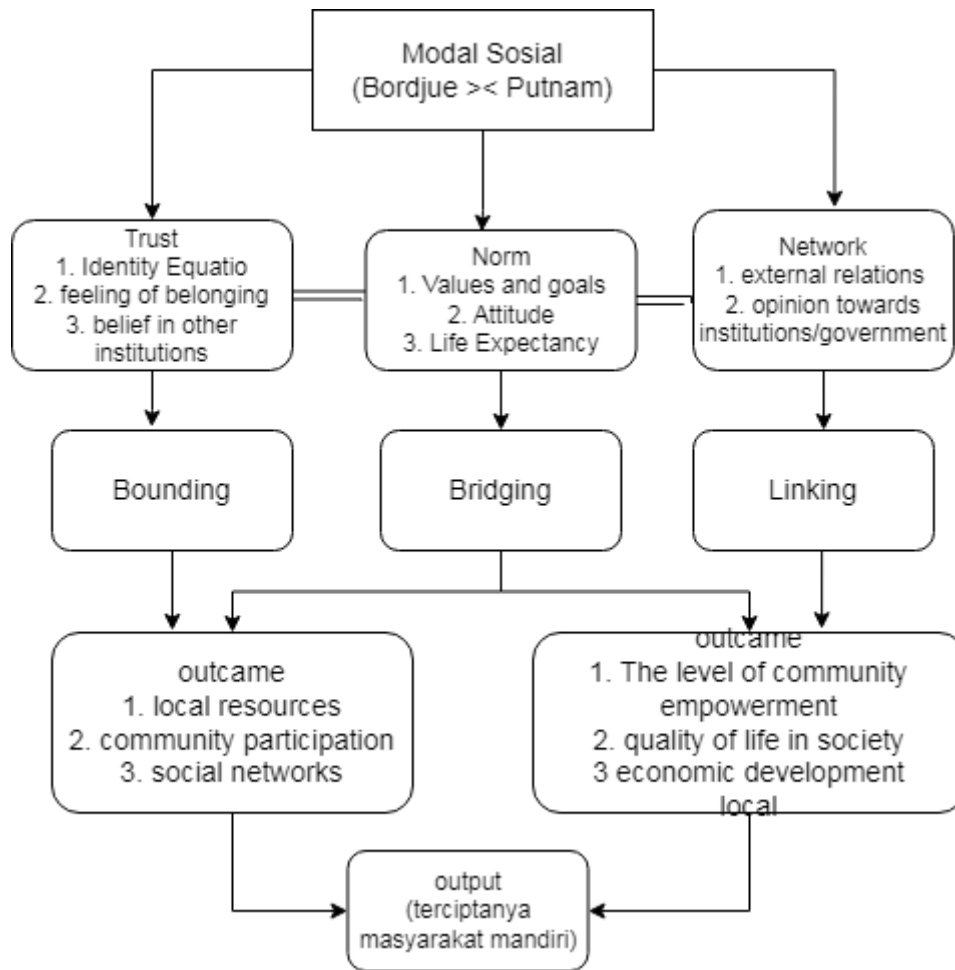 Modal Sosial
(Bordjue >< Putnam)
Trust
1. Identity Equatio
2. feeling of belonging
3. belief in other
institutions
Norm
1. Values and goals
2. Attitude
3. Life Expectancy
Network
1. external relations
2. opinion towards
institutions/government
Bounding
Bridging
Linking
outcame
1. local resources
2. community participation
3. social networks
outcame
1. The level of community
empowerment
2. quality of life in society
3 economic development
local
output
(terciptanya
masyarakat mandiri)